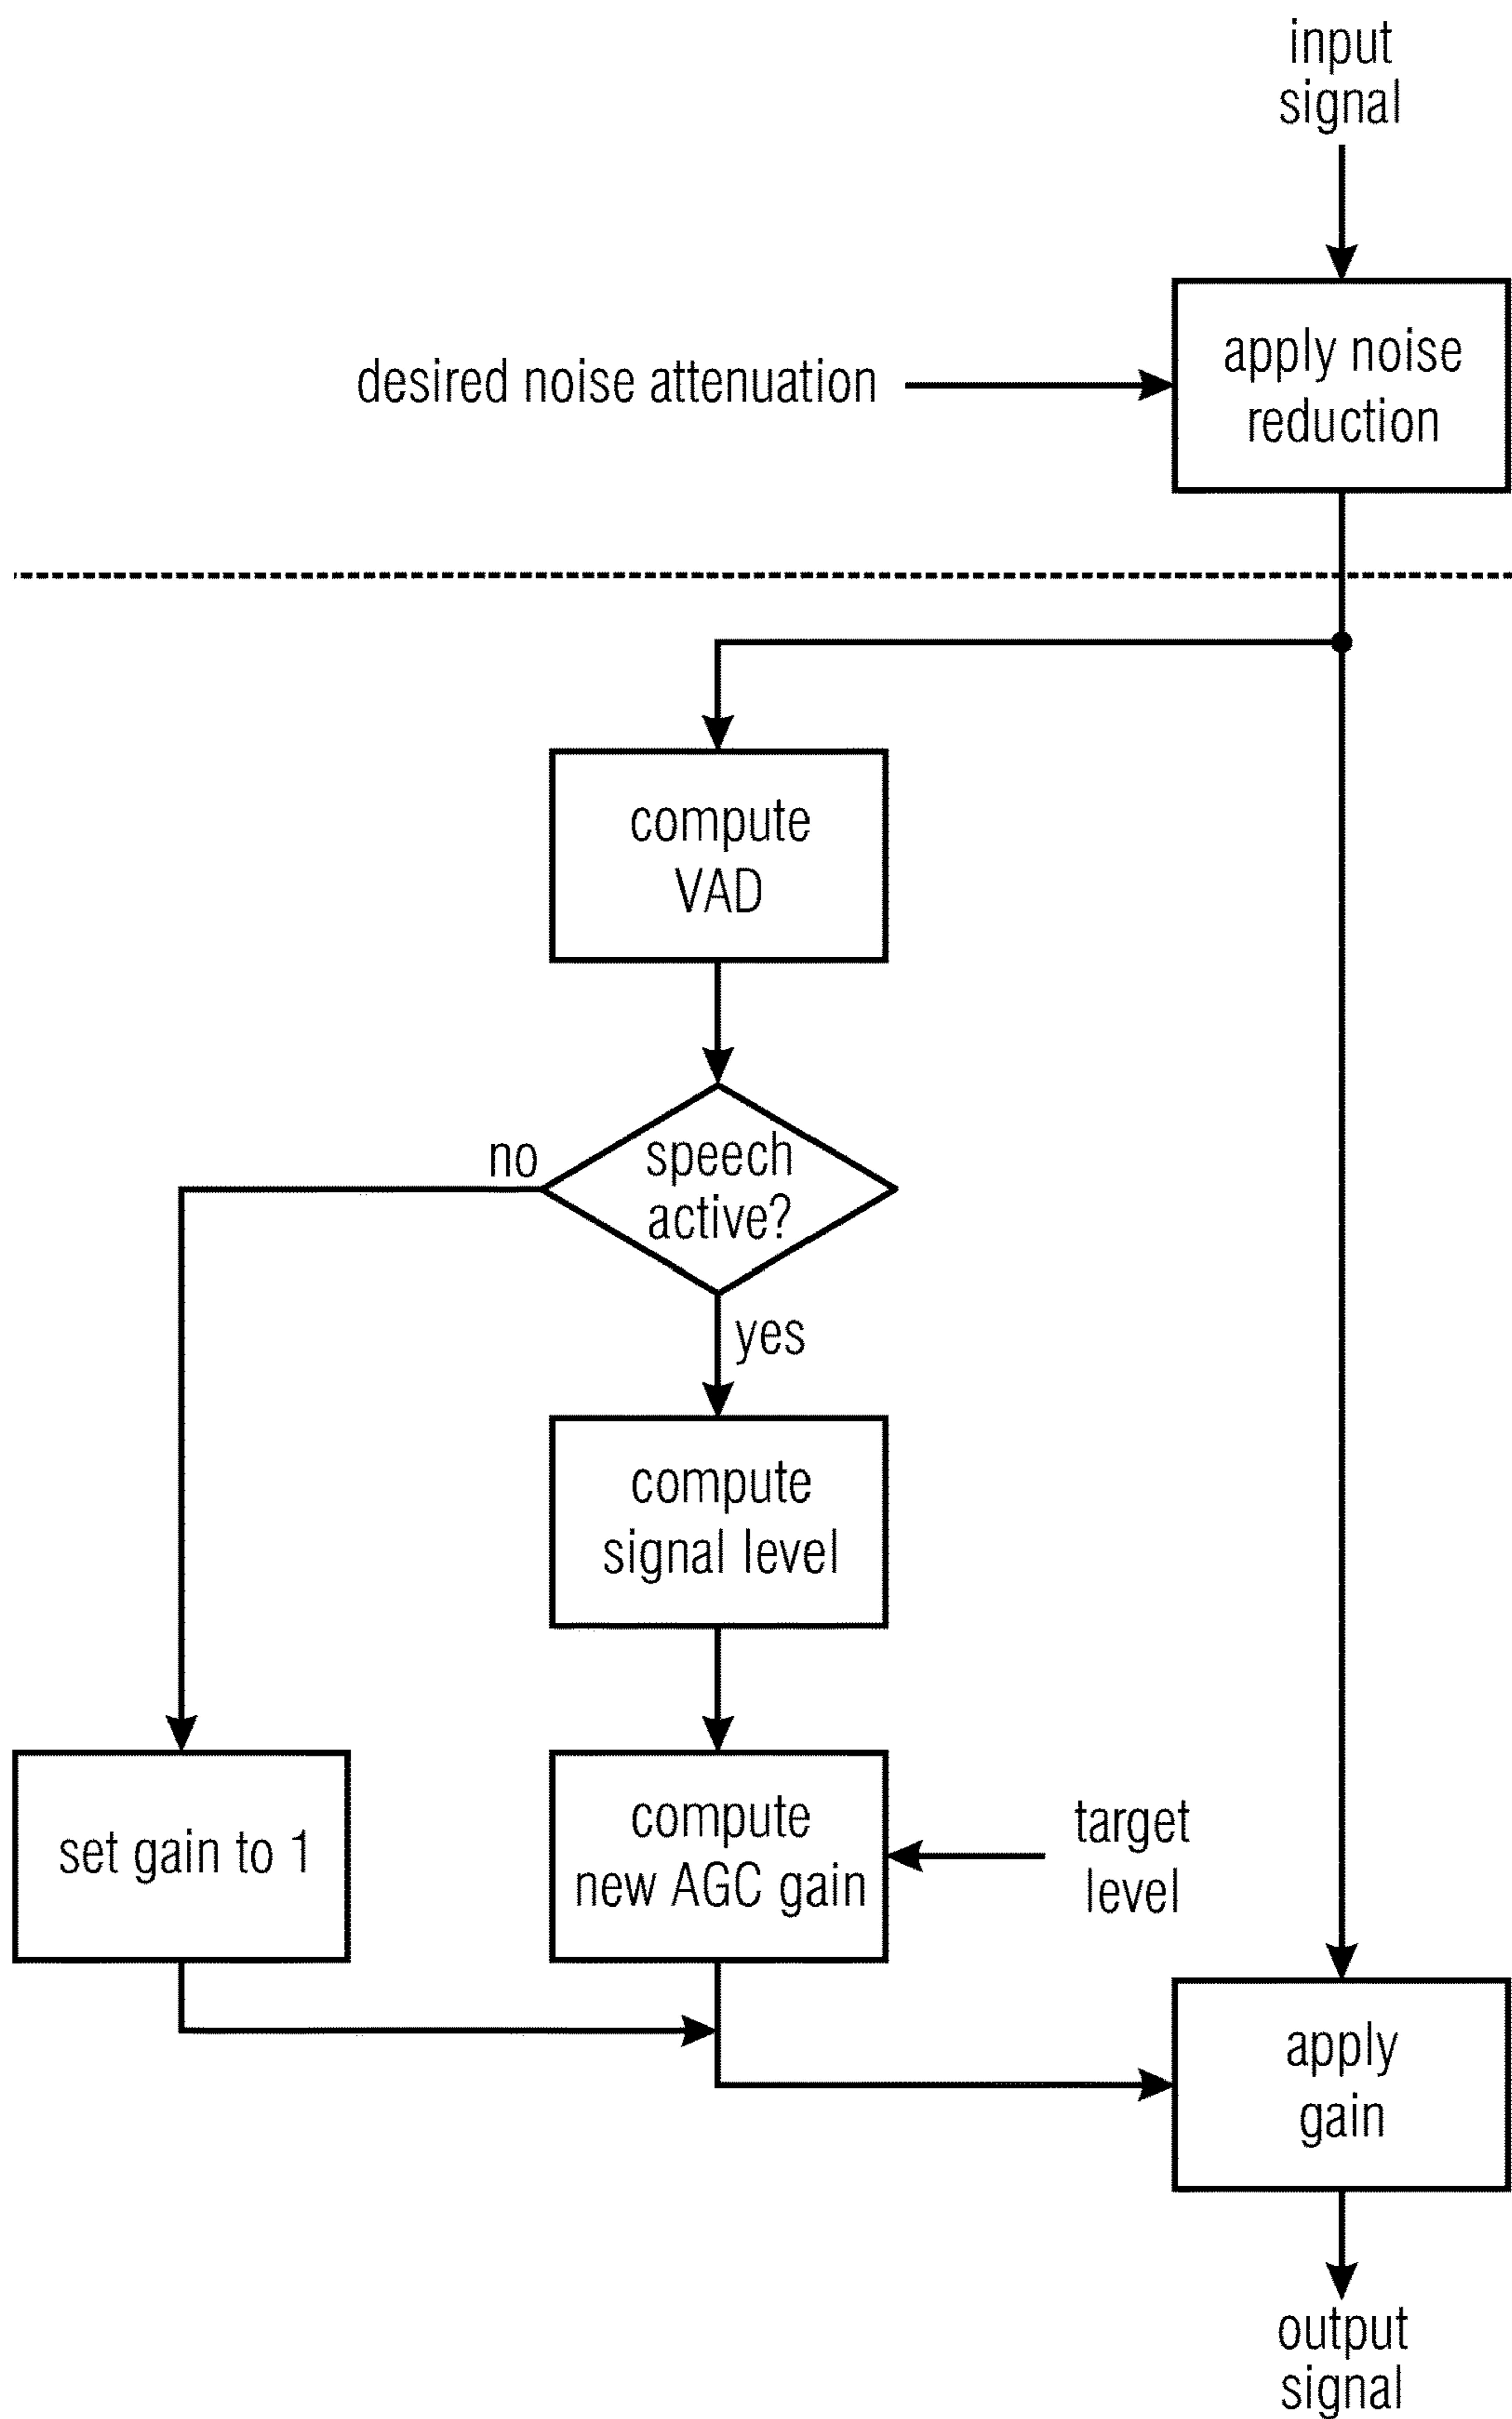 input
signal
apply noise
reduction
desired noise attenuation
compute
VAD
speech
active?
no
yes
compute
signal level
set gain to 1
compute
new AGC gain
target
level
apply
gain
output
signal